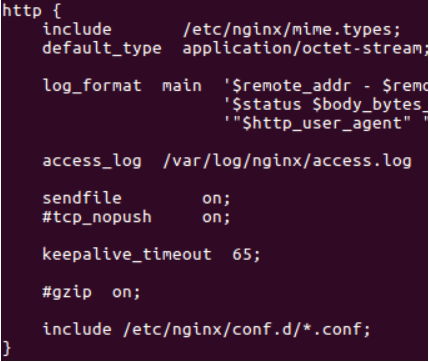 http {
    include       /etc/nginx/mime.types;
    default_type  application/octet-stream;
    log_format  main  '$remote_addr - $remo
                      '$status $body_bytes_
                      '"$http_user_agent" "
    access_log  /var/log/nginx/access.log
    sendfile        on;
    #tcp_nopush     on;
    keepalive_timeout  65;
    #gzip  on;
    include /etc/nginx/conf.d/*.conf;
}